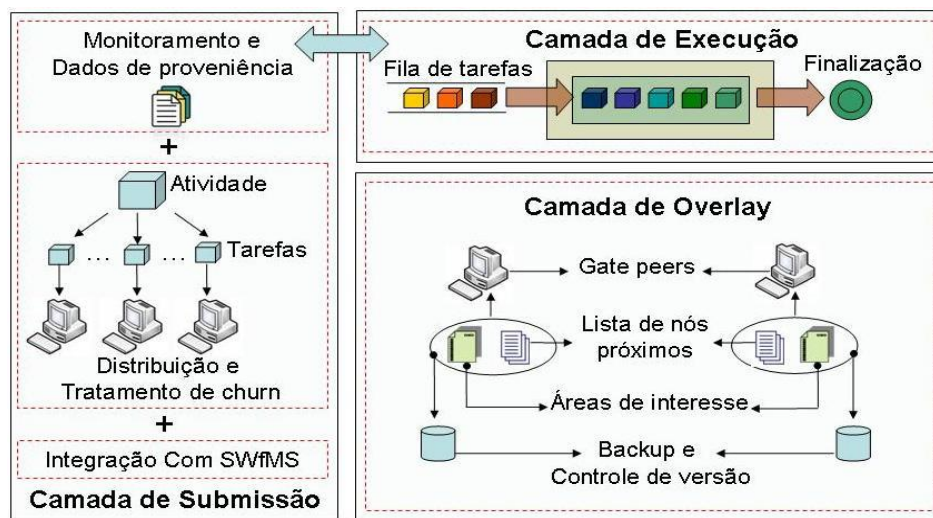 Monitoramento e
Dados de proveniência
+
Atividade
... ...
Tarefas
Distribuição e
Tratamento de churn
+
Integração Com SWfMS
Camada de Submissão
Camada de Execução
Fila de tarefas
Finalização
Camada de Overlay
Gate peers
Lista de nós
próximos
Áreas de interesse
Backup e
Controle de versão